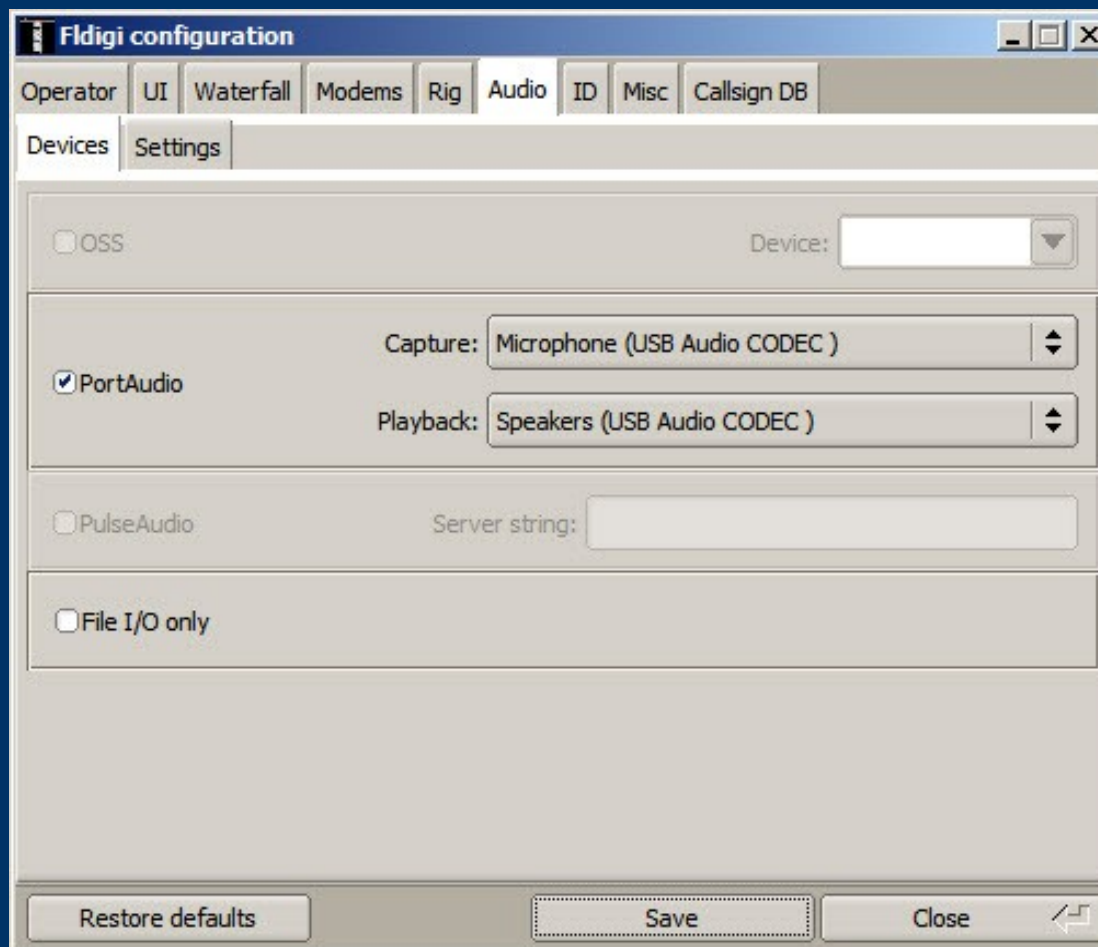 Fldigi configuration
Operator UI Waterfall Modems Rig Audio ID Misc Callsign DB
Devices Settings
OSS Device:
Capture: Microphone (USB Audio CODEC )
PortAudio
Playback: Speakers (USB Audio CODEC )
PulseAudio Server string:
File I/O only
Restore defaults Save Close